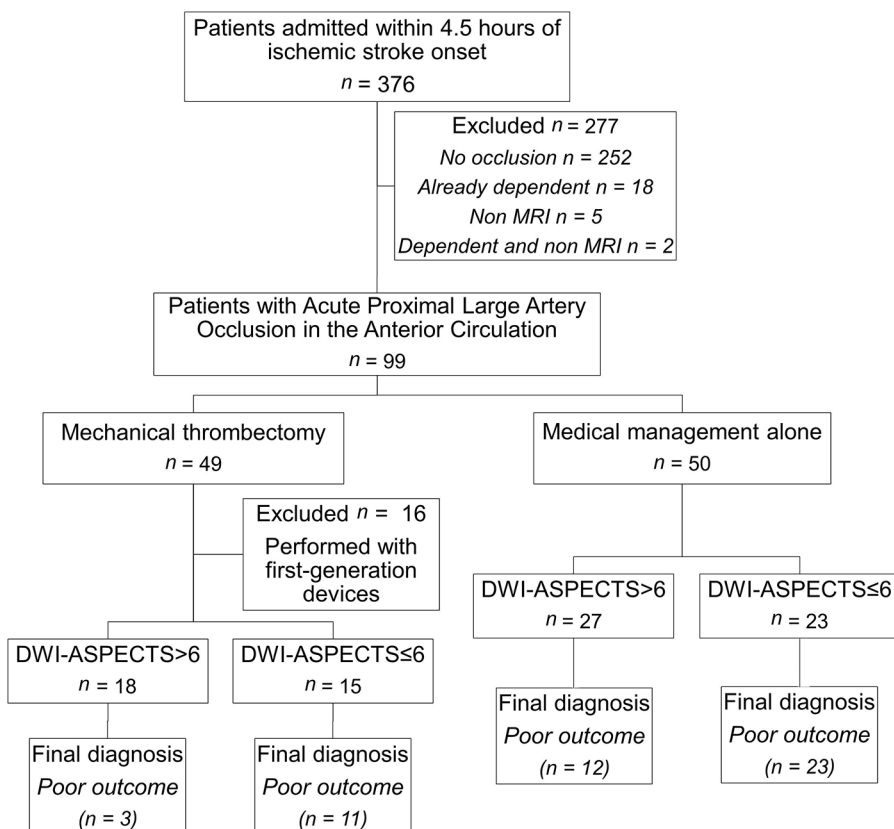 Patients admitted within 4.5 hours of
ischemic stroke onset
n = 376
Excluded n = 277
No occlusion n = 252
Already dependent n = 18
Non MRI n = 5
Dependent and non MRI n = 2
Patients with Acute Proximal Large Artery
Occlusion in the Anterior Circulation
n = 99
Mechanical thrombectomy
n = 49
Medical management alone
n = 50
Excluded n = 16
Performed with
first-generation
devices
DWI-ASPECTS>6
n = 18
DWI-ASPECTS≤6
n = 15
DWI-ASPECTS>6
n = 27
DWI-ASPECTS≤6
n = 23
Final diagnosis
Poor outcome
(n = 3)
Final diagnosis
Poor outcome
(n = 11)
Final diagnosis
Poor outcome
(n = 12)
Final diagnosis
Poor outcome
(n = 23)